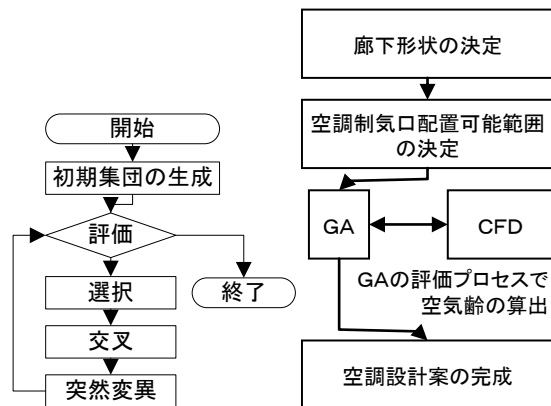 開始
初期集団の生成
評価
選択
終了
交叉
突然変異
廊下形状の決定
空調制気口配置可能範囲
の決定
GA
CFD
GAの評価プロセスで
空気齢の算出
空調設計案の完成